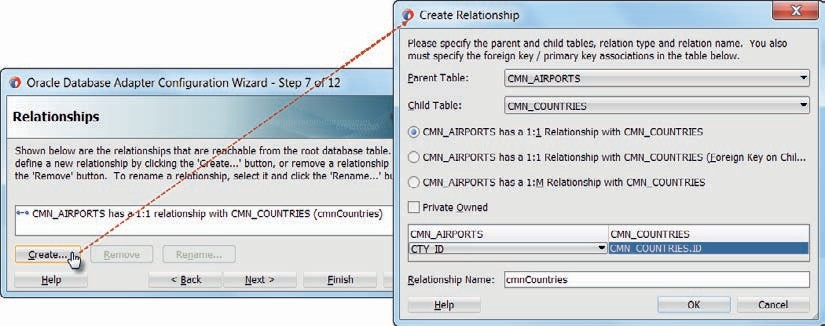 Oracle Database Adapter Configuration Wizard - Step 7 of 12
Relationships
Shown below are the relationships that are reachable from the root database table.
define a new relationship by clicking the 'Create...' button, or remove a relationship
the 'Remove' button. To rename a relationship, select it and click the 'Rename...' bu
CMN_AIRPORTS has a 1:1 relationship with CMN_COUNTRIES (cmnCountries)
Create...
Remove
Rename...
Help
< Back
Next >
Finish
Create Relationship
Please specify the parent and child tables, relation type and relation name. You also
must specify the foreign key / primary key associations in the table below.
Parent Table:
CMN_AIRPORTS
Child Table:
CMN_COUNTRIES
CMN_AIRPORTS has a 1:1 Relationship with CMN_COUNTRIES
CMN_AIRPORTS has a 1:1 Relationship with CMN_COUNTRIES (Foreign Key on Chil...
CMN_AIRPORTS has a 1:M Relationship with CMN_COUNTRIES
Private Owned
CMN_AIRPORTS
CMN_COUNTRIES
CTY_ID
CMN_COUNTRIES.ID
Relationship Name:
cmnCountries
Help
OK
Cancel